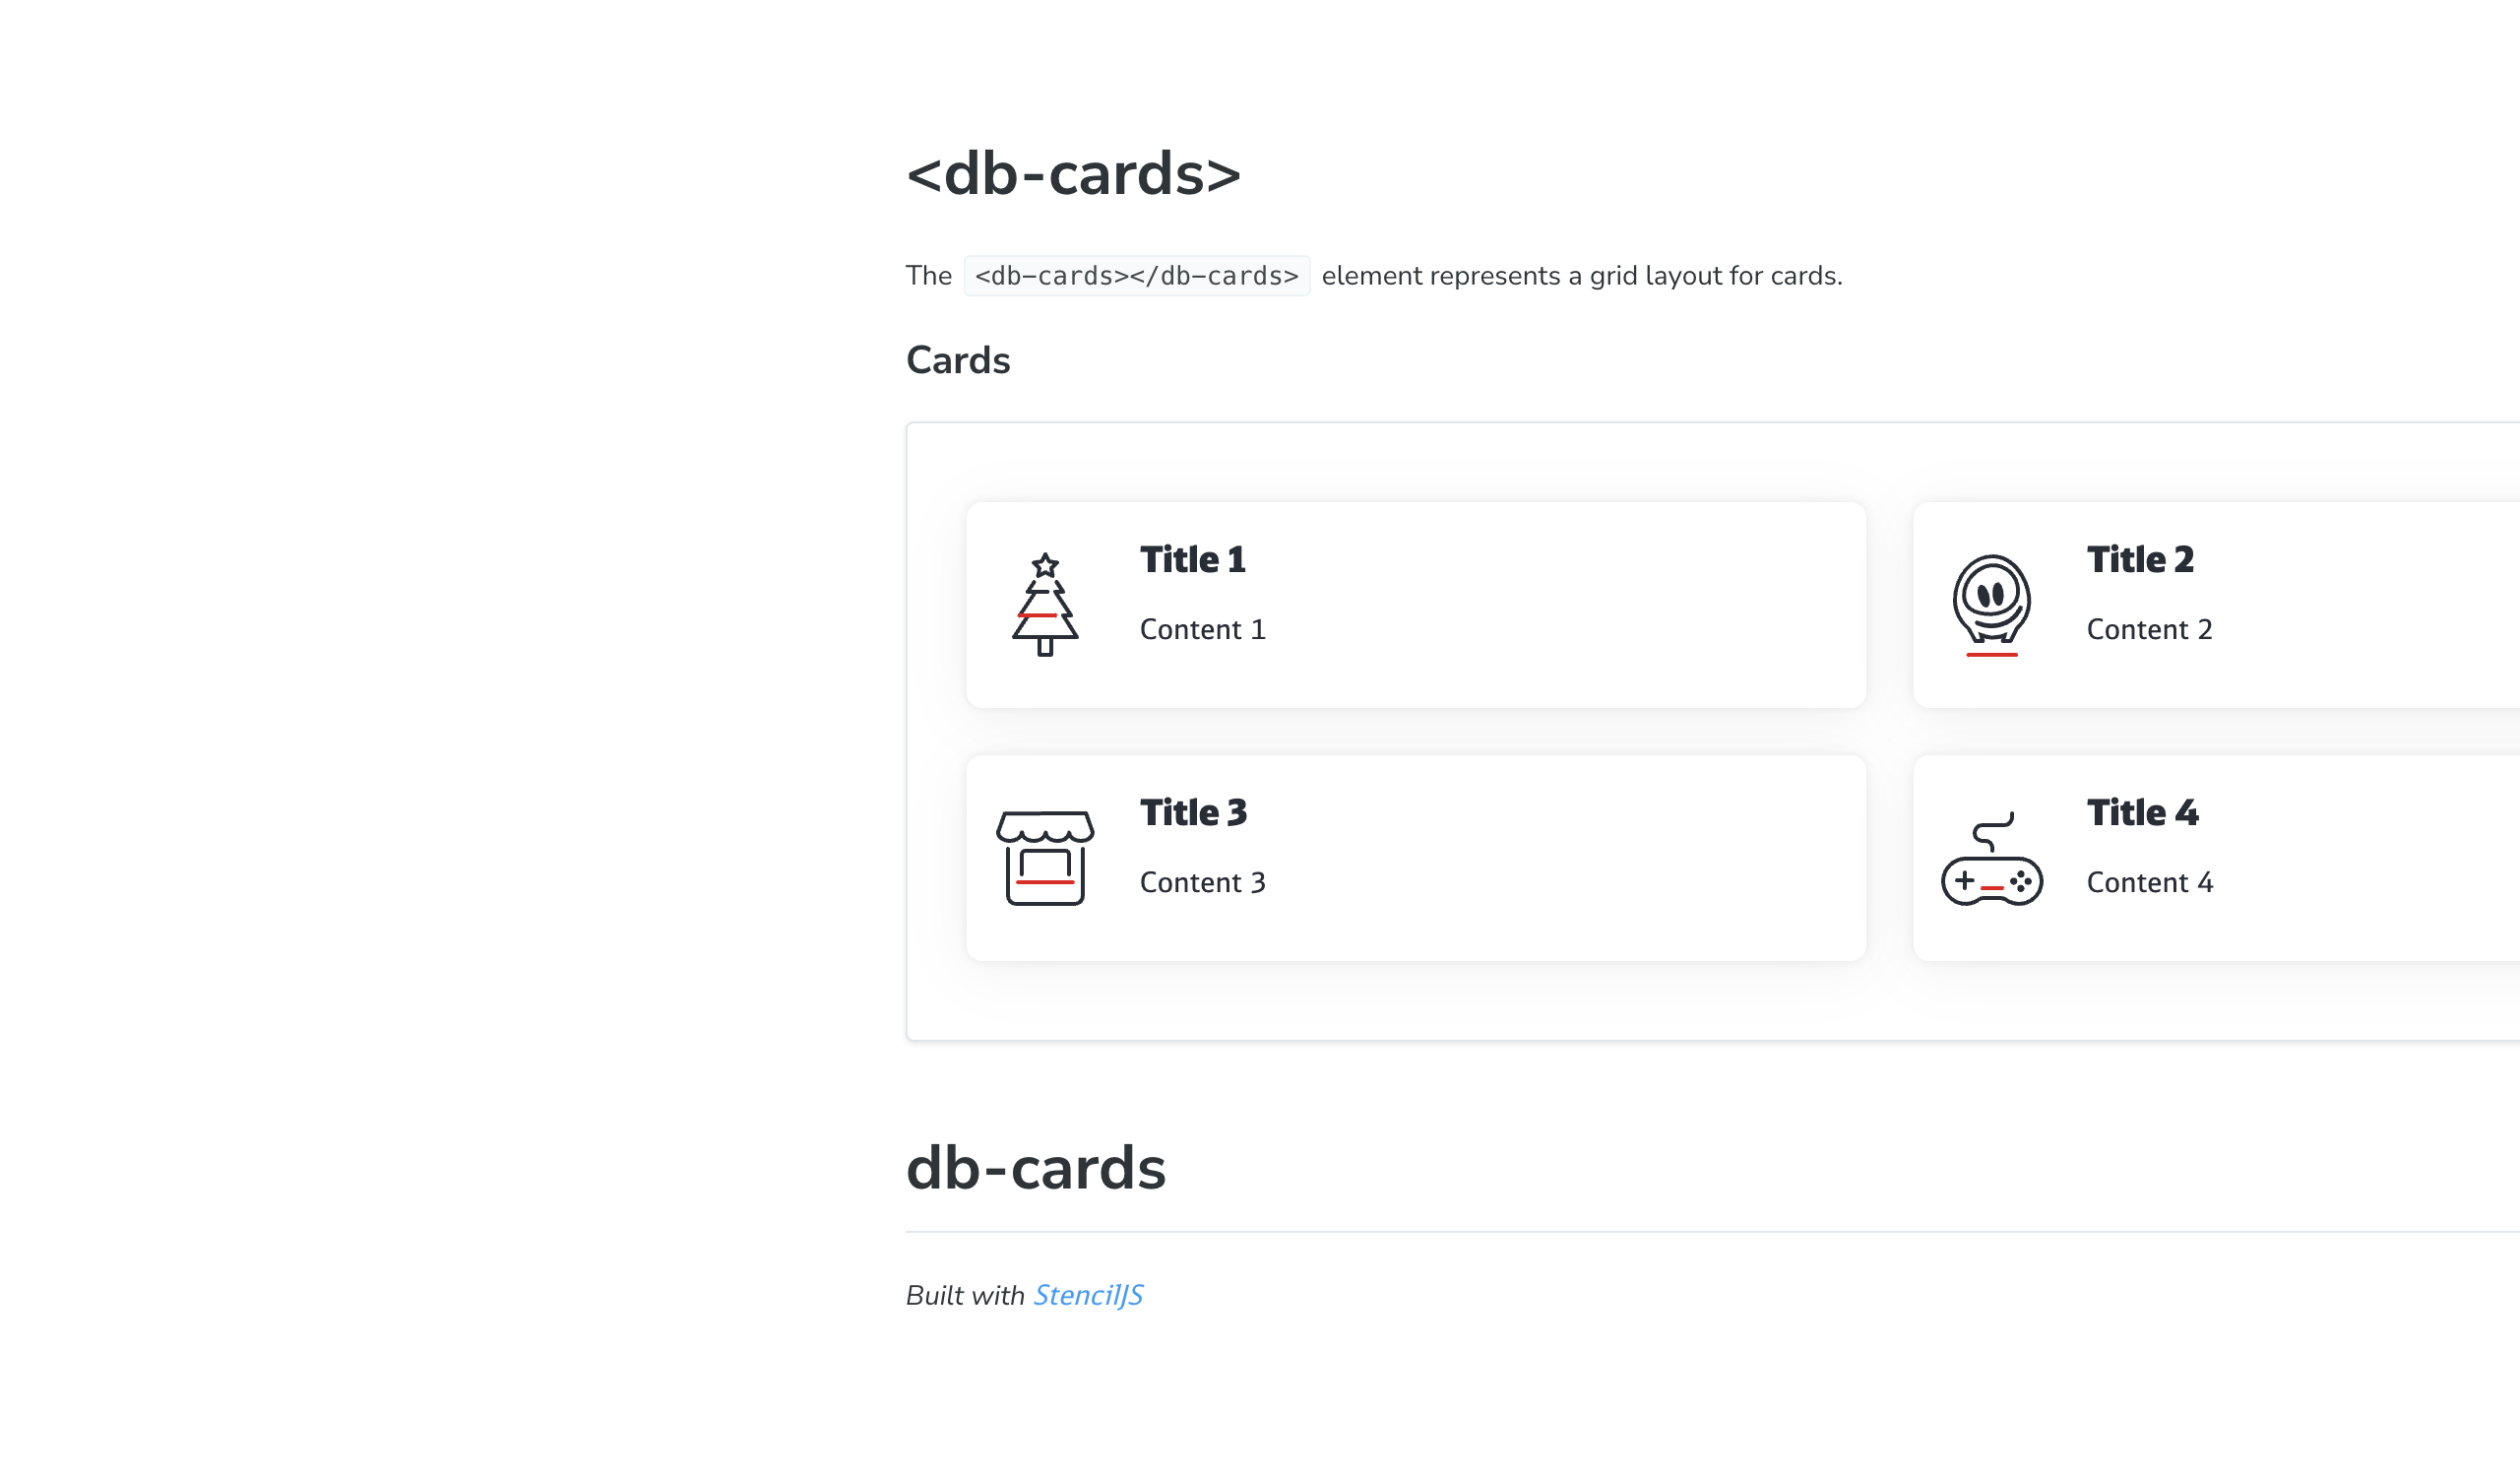 <db-cards>
The <db-cards></db-cards> element represents a grid layout for cards.
Cards
Title 1
Content 1
Title 2
Content 2
Title 3
Content 3
Title 4
Content 4
db-cards
Built with StencilJS